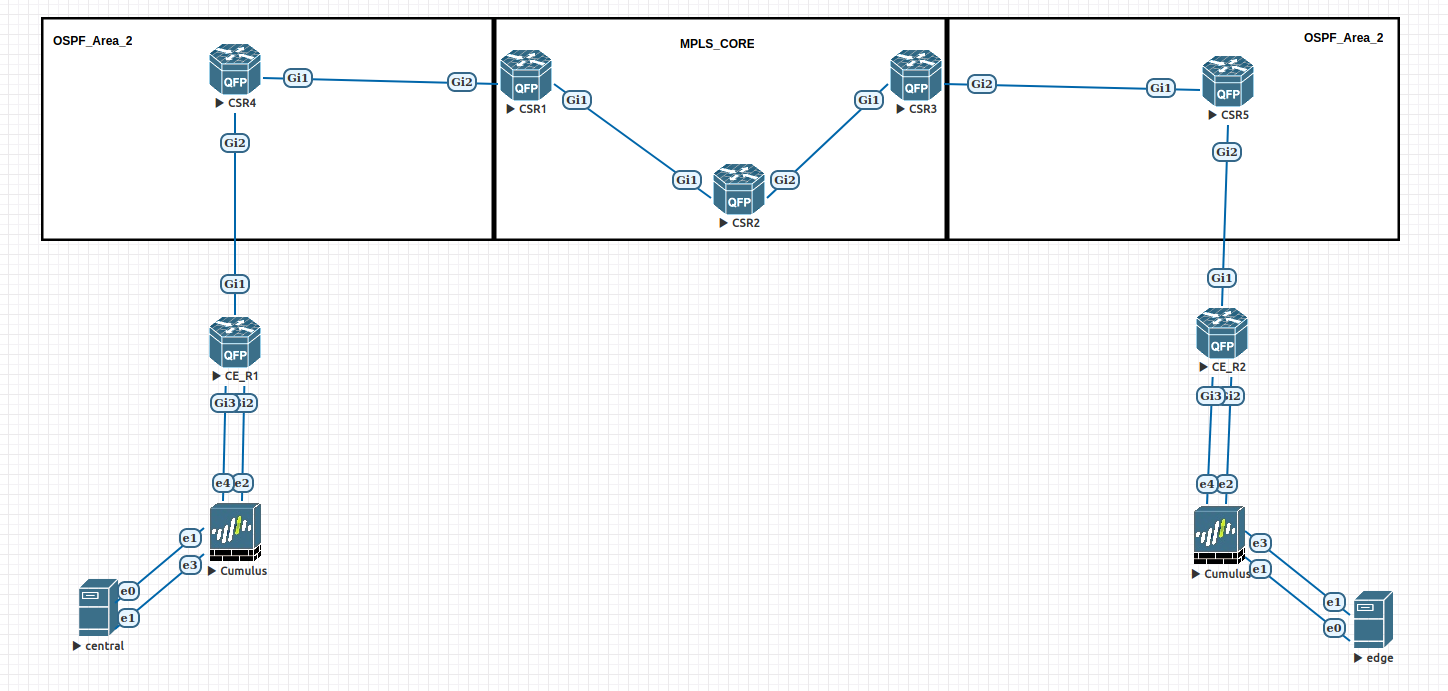 OSPF_Area_2
MPLS_CORE
OSPF_Area_2
QFP
CSR4
Gi1
Gi2
QFP
CSR1
Gi1
QFP
CSR3
Gi1
Gi2
Gi1
QFP
CSR5
Gi2
Gi2
Gi1
Gi2
QFP
CSR2
Gi1
Gi1
QFP
CE_R1
QFP
CE_R2
Gi3
i2
Gi3
i2
e4
e2
e4
e2
e1
e3
Cumulus
e3
e1
Cumulus
e0
e1
central
e1
e0
edge